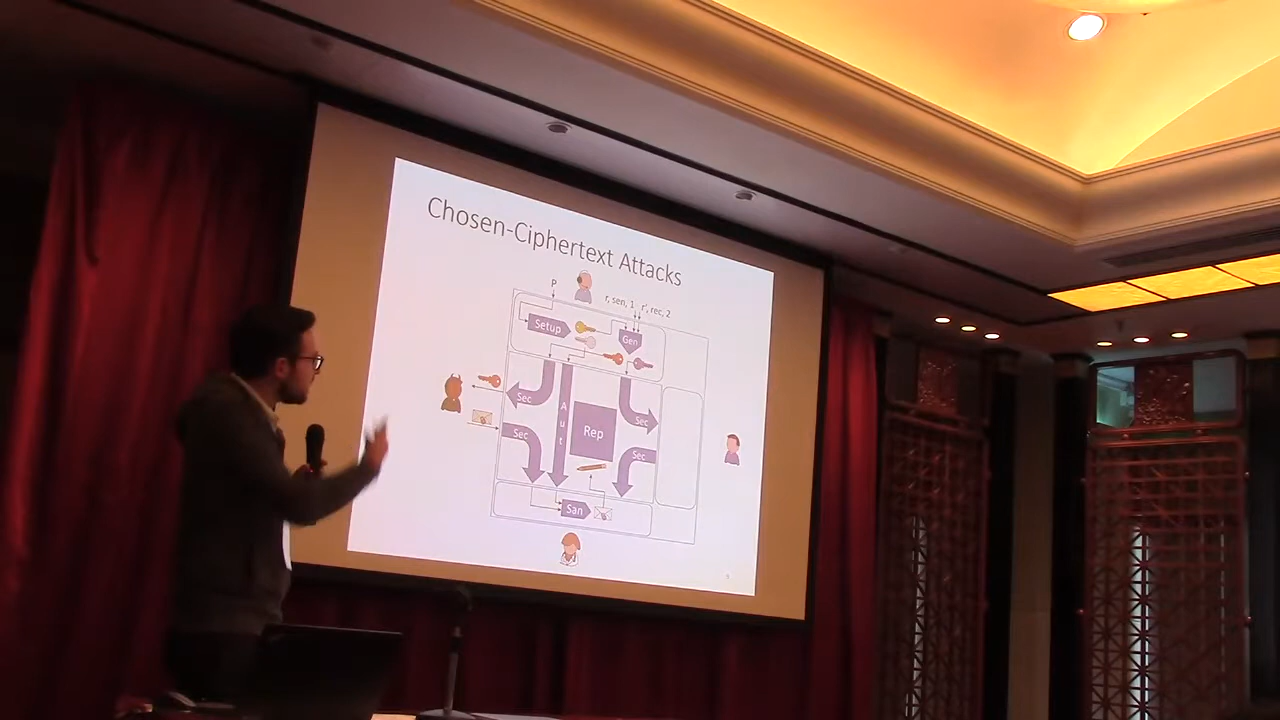 Chosen-Ciphertext Attacks
P
r, sen, 1 r', rec, 2
Setup
Gen
Sec
Aut
Rep
Sec
Sec
Sec
San